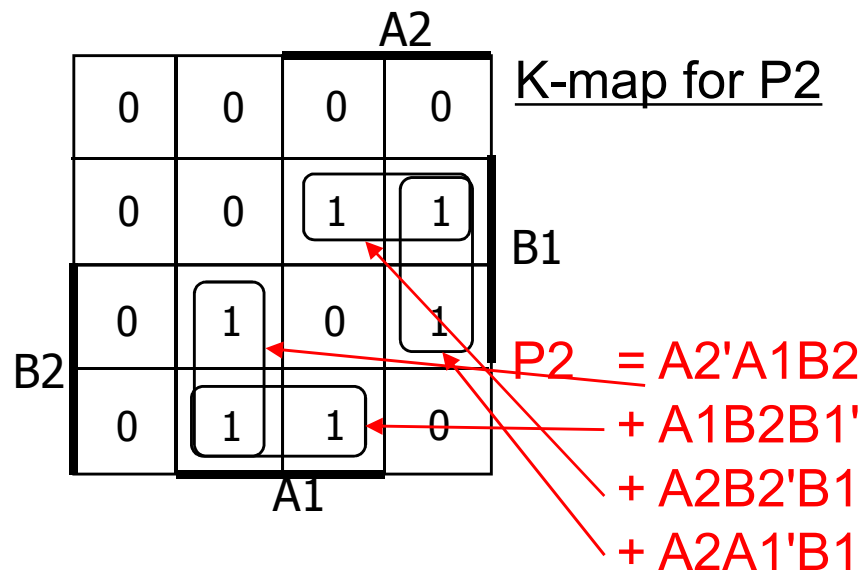 A2
K-map for P2
0 0 0 0
0 0 1 1
B1
0 1 0 1
B2
0 1 1 0
A1
P2 = A2'A1B2
+ A1B2B1'
+ A2B2'B1
+ A2A1'B1